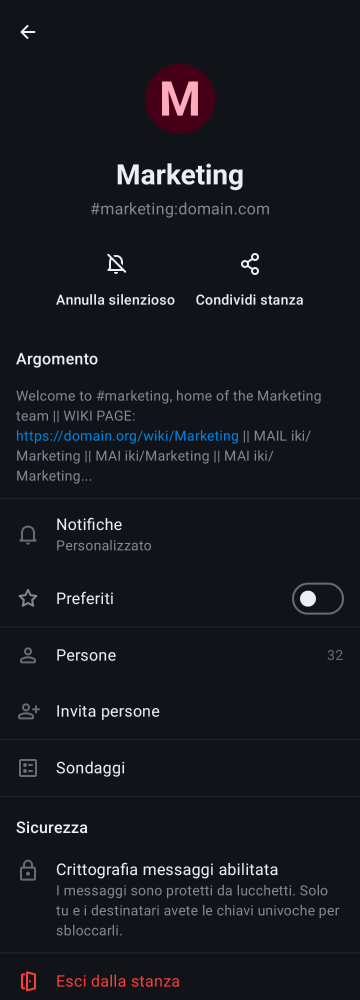 M
Marketing
#marketing:domain.com
Annulla silenzioso
Condividi stanza
Argomento
Welcome to #marketing, home of the Marketing
team || WIKI PAGE:
https://domain.org/wiki/Marketing || MAIL iki/
Marketing || MAI iki/Marketing || MAI iki/
Marketing...
Notifiche
Personalizzato
Preferiti
Persone 32
Invita persone
Sondaggi
Sicurezza
Crittografia messaggi abilitata
I messaggi sono protetti da lucchetti. Solo
tu e i destinatari avete le chiavi univoche per
sbloccarli.
Esci dalla stanza